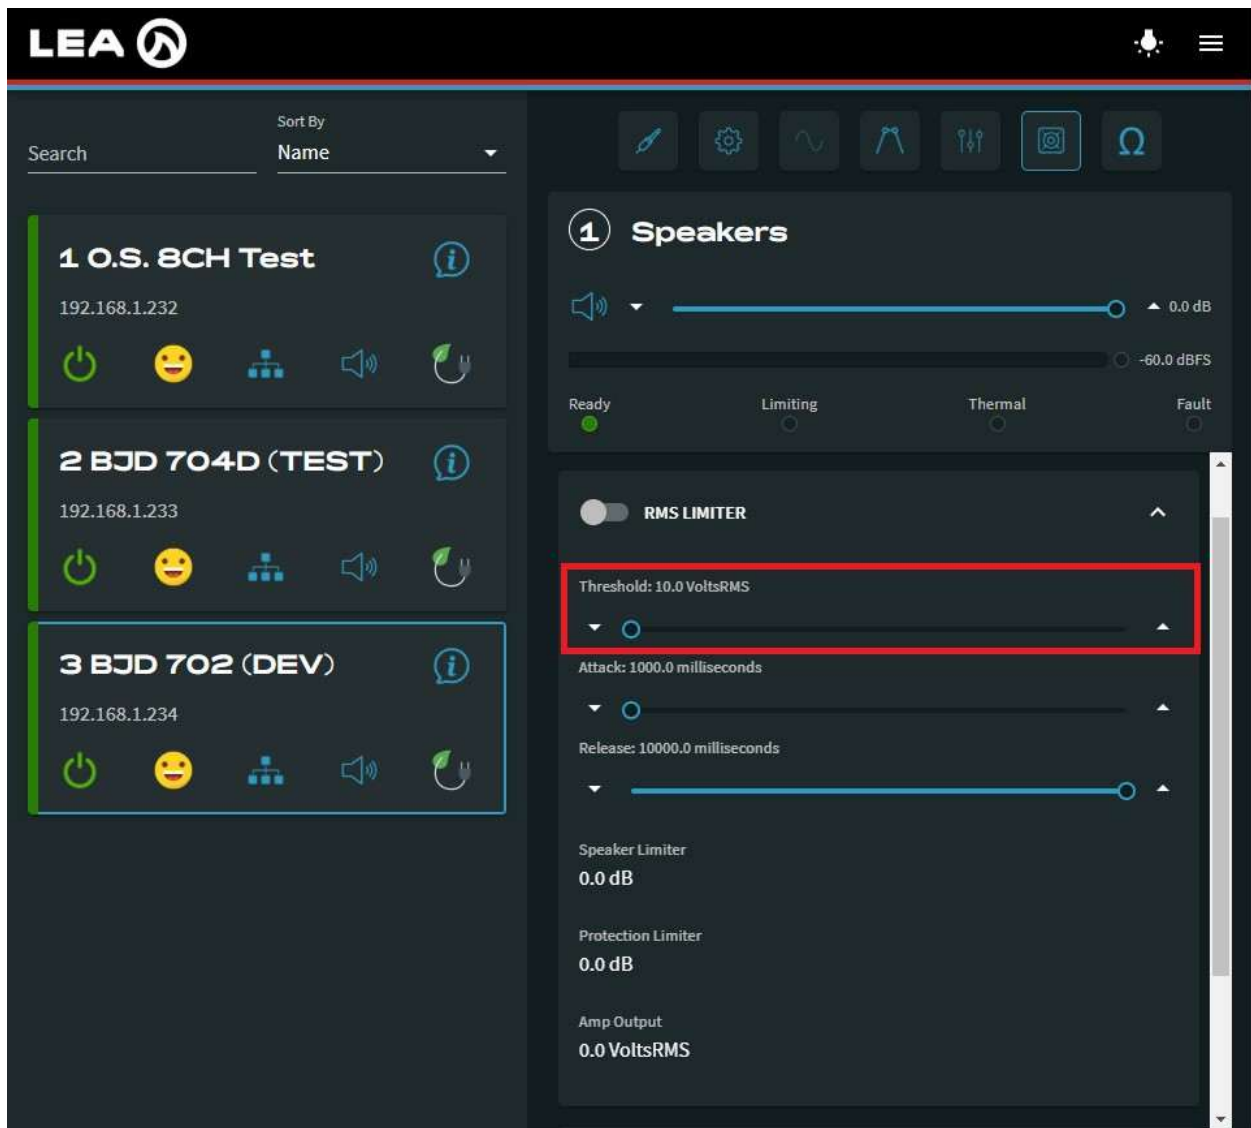 LEA
Sort By
Search
Name
1 O.S. 8CH Test
192.168.1.232
2 BJD 704D (TEST)
192.168.1.233
3 BJD 702 (DEV)
192.168.1.234
Ω
1 Speakers
0.0 dB
-60.0 dBFS
Ready Limiting Thermal Fault
RMS LIMITER
Threshold: 10.0 VoltsRMS
Attack: 1000.0 milliseconds
Release: 10000.0 milliseconds
Speaker Limiter
0.0 dB
Protection Limiter
0.0 dB
Amp Output
0.0 VoltsRMS